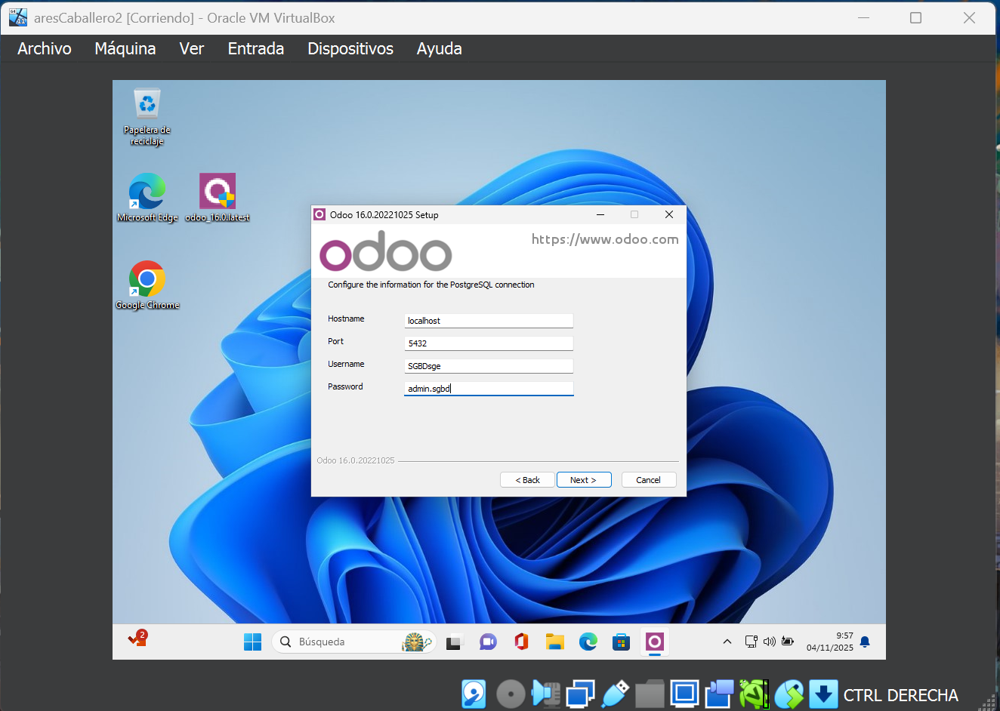 aresCaballero2 [Corriendo] - Oracle VM VirtualBox
Archivo Máquina Ver Entrada Dispositivos Ayuda
Papelera de
reciclaje
Microsoft Edge
odoo_16.0.latest
Google Chrome
Odoo 16.0.20221025 Setup
odoo
https://www.odoo.com
Configure the information for the PostgreSQL connection
Hostname localhost
Port 5432
Username SGBDsge
Password admin.sgbd
Odoo 16.0.20221025
< Back Next > Cancel
2
Búsqueda
9:57
04/11/2025
CTRL DERECHA